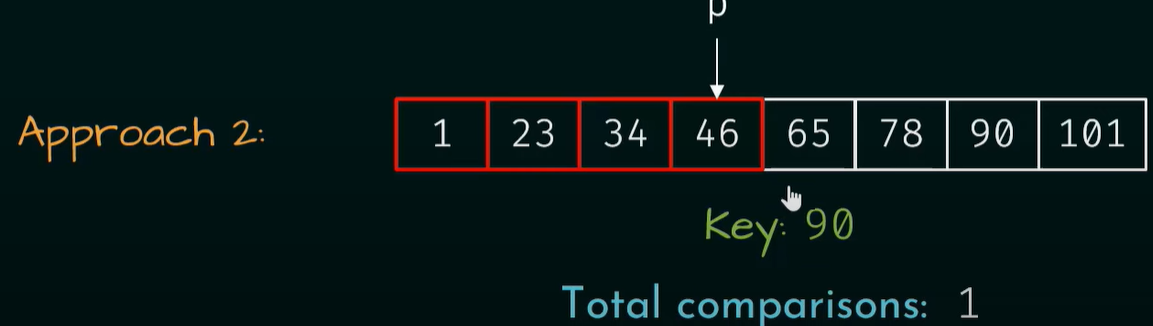 p
Approach 2: 1 23 34 46 65 78 90 101
Key: 90
Total comparisons: 1